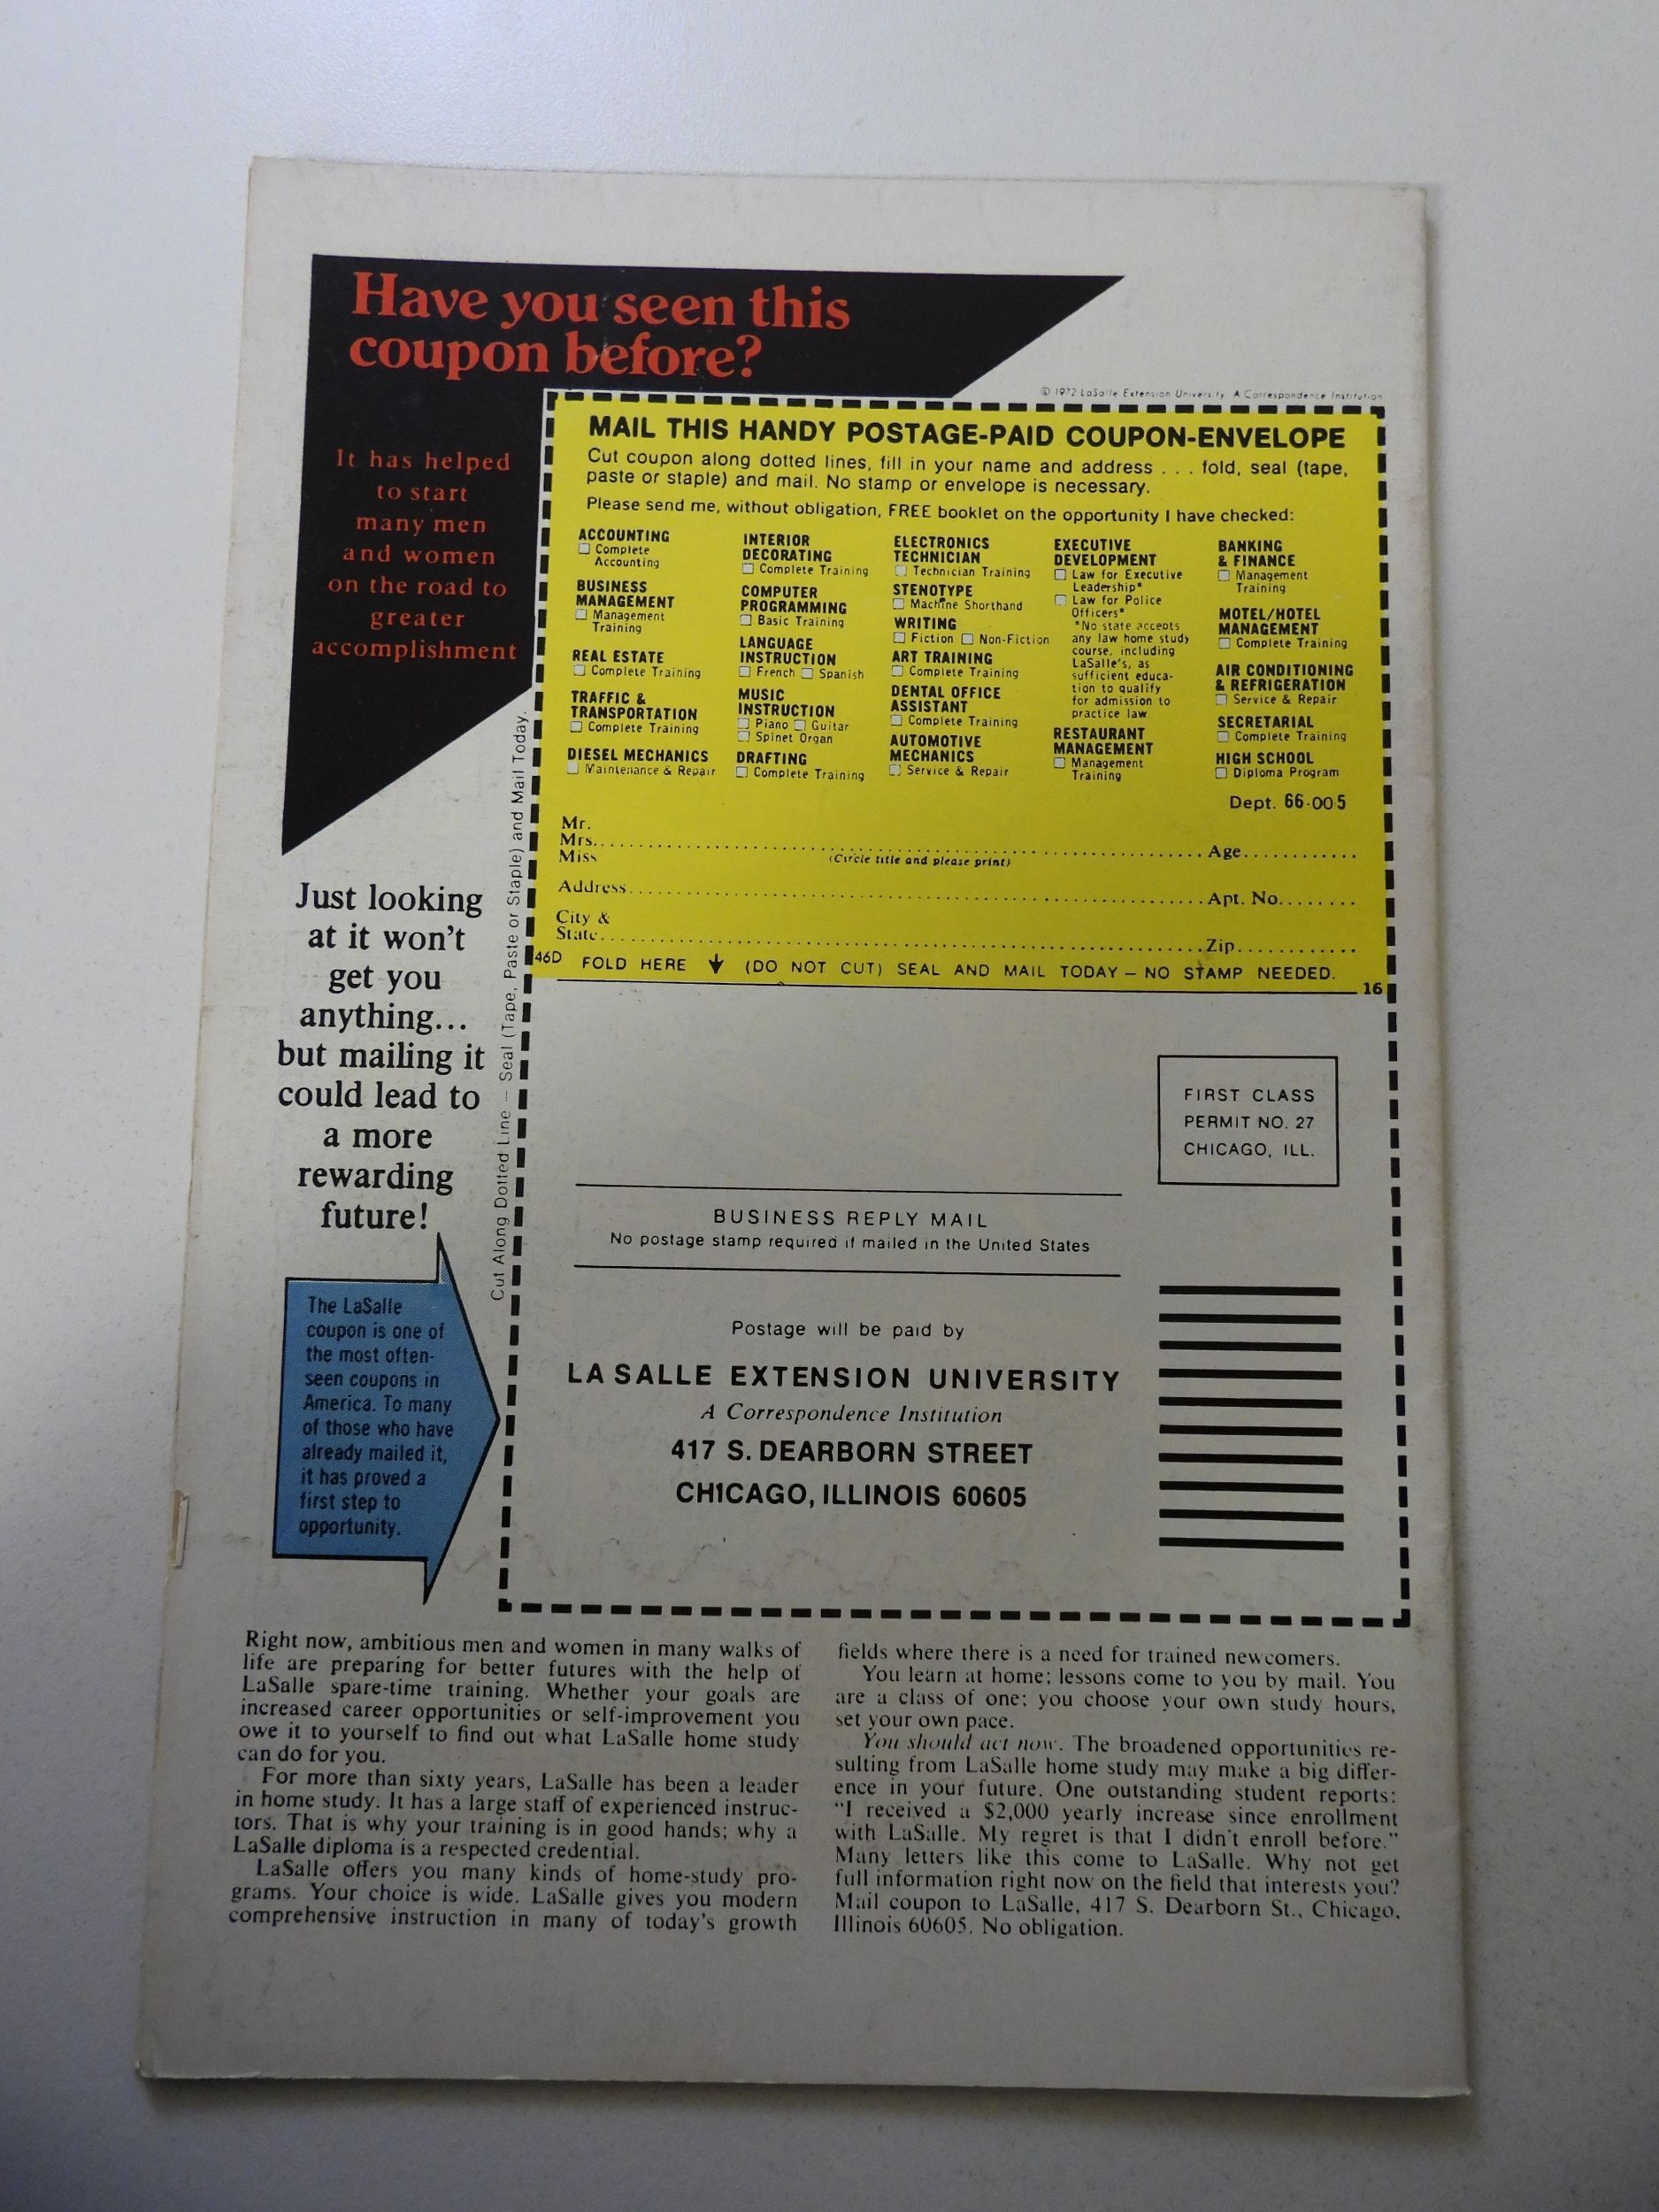 Have you seen this
coupon before?
It has helped
to start
many men
and women
on the road to
greater
accomplishment
© 1972 LaSalle Extension University A Correspondence Institution
MAIL THIS HANDY POSTAGE-PAID COUPON-ENVELOPE
Cut coupon along dotted lines, fill in your name and address . . . fold, seal (tape,
paste or staple) and mail. No stamp or envelope is necessary.
Please send me, without obligation, FREE booklet on the opportunity I have checked:
ACCOUNTING
Complete
Accounting
BUSINESS
MANAGEMENT
Management
Training
REAL ESTATE
Complete Training
TRAFFIC &
TRANSPORTATION
Complete Training
DIESEL MECHANICS
Maintenance & Repair
INTERIOR
DECORATING
Complete Training
COMPUTER
PROGRAMMING
Basic Training
LANGUAGE
INSTRUCTION
French Spanish
MUSIC
INSTRUCTION
Piano Guitar
Spinet Organ
DRAFTING
Complete Training
ELECTRONICS
TECHNICIAN
Technician Training
STENOTYPE
Machine Shorthand
WRITING
Fiction Non-Fiction
ART TRAINING
Complete Training
DENTAL OFFICE
ASSISTANT
Complete Training
AUTOMOTIVE
MECHANICS
Service & Repair
EXECUTIVE
DEVELOPMENT
Law for Executive
Leadership*
Law for Police
Officers*
*No state accepts
any law home study
course, including
LaSalle's, as
sufficient educa-
tion to qualify
for admission to
practice law
RESTAURANT
MANAGEMENT
Management
Training
BANKING
& FINANCE
Management
Training
MOTEL/HOTEL
MANAGEMENT
Complete Training
AIR CONDITIONING
& REFRIGERATION
Service & Repair
SECRETARIAL
Complete Training
HIGH SCHOOL
Diploma Program
Dept. 66-005
Mr.
Mrs. Age
Miss (Circle title and please print)
Address Apt. No.
City &
State Zip
46D FOLD HERE (DO NOT CUT) SEAL AND MAIL TODAY – NO STAMP NEEDED.
16
Cut Along Dotted Line – Seal (Tape, Paste or Staple) and Mail Today.
Just looking
at it won't
get you
anything...
but mailing it
could lead to
a more
rewarding
future!
FIRST CLASS
PERMIT NO. 27
CHICAGO, ILL.
BUSINESS REPLY MAIL
No postage stamp required if mailed in the United States
Postage will be paid by
LA SALLE EXTENSION UNIVERSITY
A Correspondence Institution
417 S. DEARBORN STREET
CHICAGO, ILLINOIS 60605
The LaSalle
coupon is one of
the most often-
seen coupons in
America. To many
of those who have
already mailed it,
it has proved a
first step to
opportunity.
Right now, ambitious men and women in many walks of
life are preparing for better futures with the help of
LaSalle spare-time training. Whether your goals are
increased career opportunities or self-improvement you
owe it to yourself to find out what LaSalle home study
can do for you.
For more than sixty years, LaSalle has been a leader
in home study. It has a large staff of experienced instruc-
tors. That is why your training is in good hands; why a
LaSalle diploma is a respected credential.
LaSalle offers you many kinds of home-study pro-
grams. Your choice is wide. LaSalle gives you modern
comprehensive instruction in many of today's growth
fields where there is a need for trained newcomers.
You learn at home; lessons come to you by mail. You
are a class of one; you choose your own study hours,
set your own pace.
You should act now. The broadened opportunities re-
sulting from LaSalle home study may make a big differ-
ence in your future. One outstanding student reports:
"I received a $2,000 yearly increase since enrollment
with LaSalle. My regret is that I didn't enroll before."
Many letters like this come to LaSalle. Why not get
full information right now on the field that interests you?
Mail coupon to LaSalle, 417 S. Dearborn St., Chicago,
Illinois 60605. No obligation.